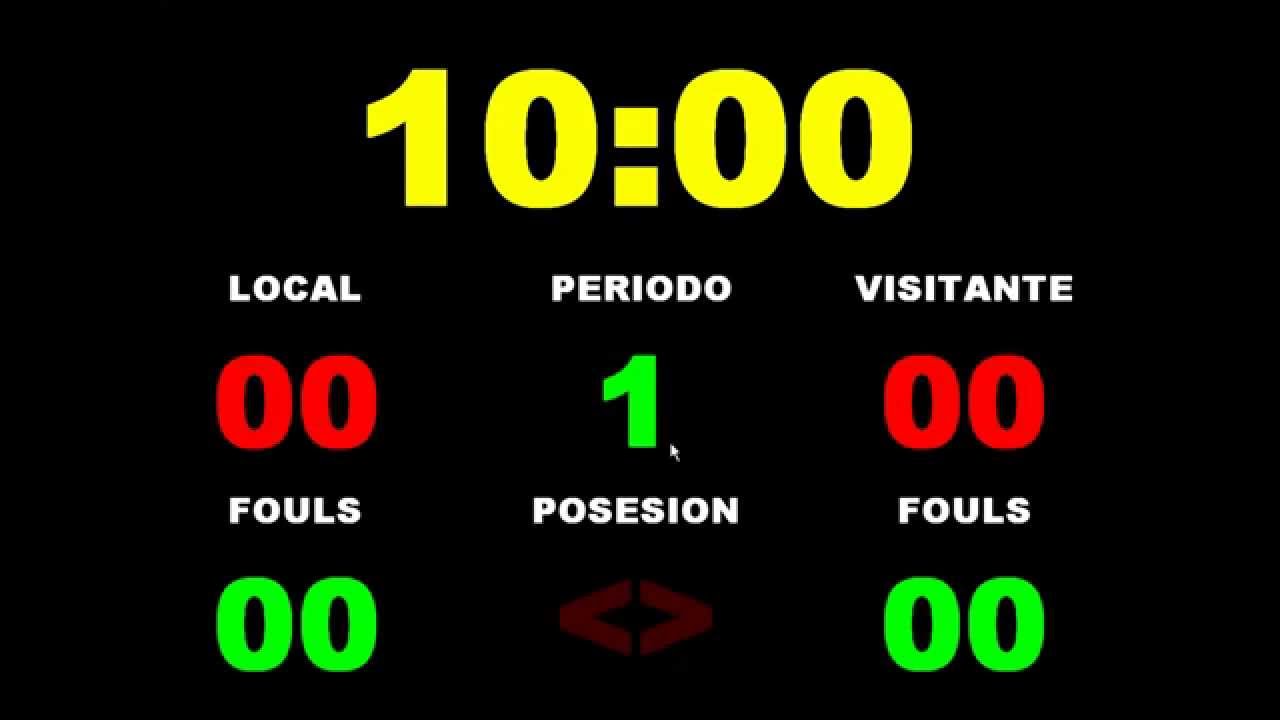 10:00
LOCAL PERIODO VISITANTE
00 1 00
FOULS POSESION FOULS
00 <> 00